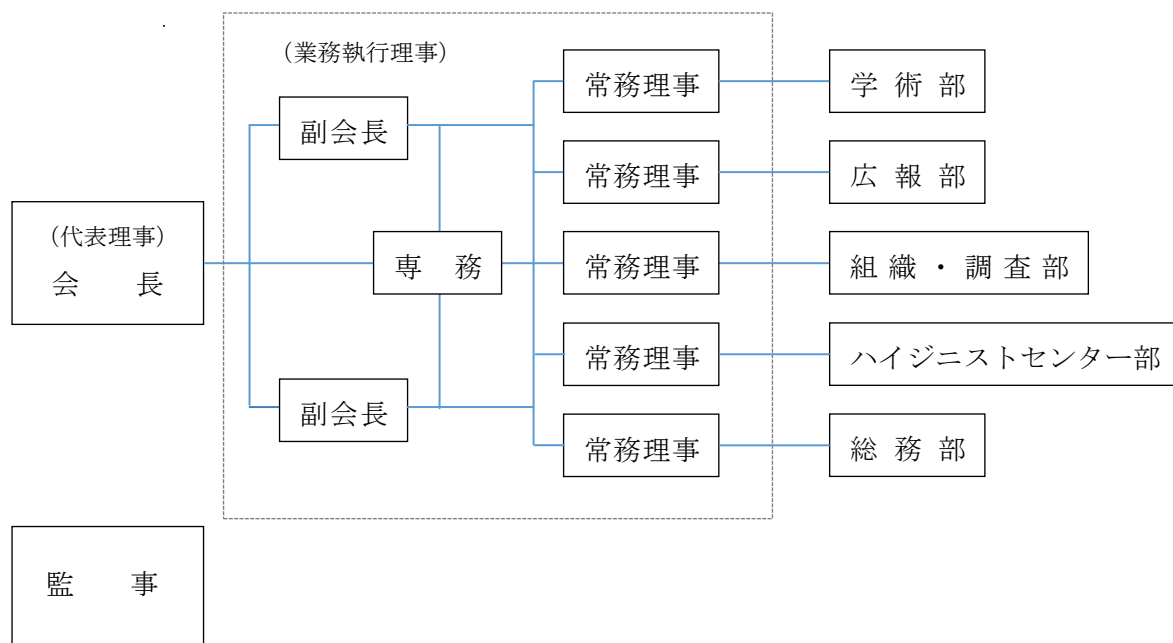 （業務執行理事）
常務理事
学術部
副会長
常務理事
広報部
（代表理事）
会　長
専　務
常務理事
組織・調査部
常務理事
ハイジニストセンター部
副会長
常務理事
総務部
監　事